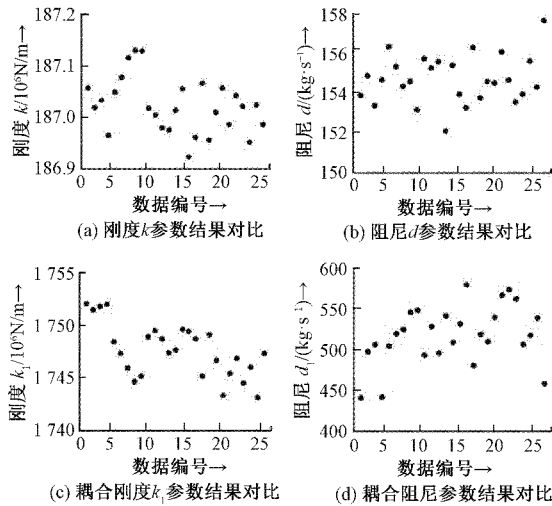 187.2
187.1
187.0
186.9
刚度 k/10⁶N/m→
0 5 10 15 20 25
数据编号→
(a) 刚度k参数结果对比
158
156
154
152
150
阻尼 d/(kg·s⁻¹)
0 5 10 15 20 25
数据编号→
(b) 阻尼d参数结果对比
1 755
1 750
1 745
1 740
刚度 k₁/10⁶N/m→
0 5 10 15 20 25
数据编号→
(c) 耦合刚度k₁参数结果对比
600
550
500
450
400
阻尼 d₁/(kg·s⁻¹)
0 5 10 15 20 25
数据编号→
(d) 耦合阻尼参数结果对比